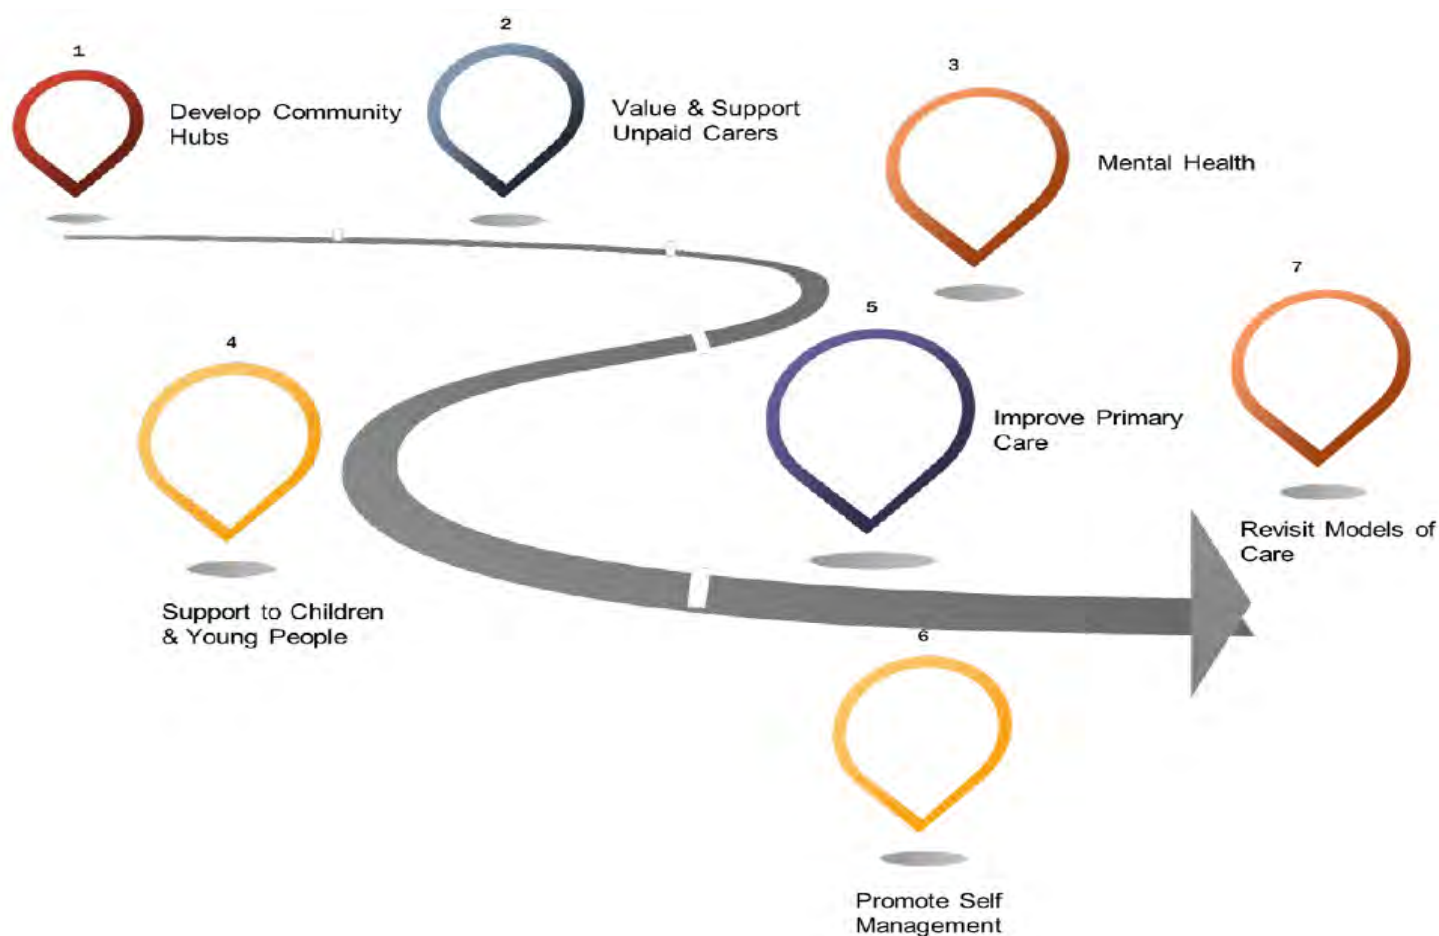 1
Develop Community
Hubs
2
Value & Support
Unpaid Carers
3
Mental Health
4
Support to Children
& Young People
5
Improve Primary
Care
6
Promote Self
Management
7
Revisit Models of
Care